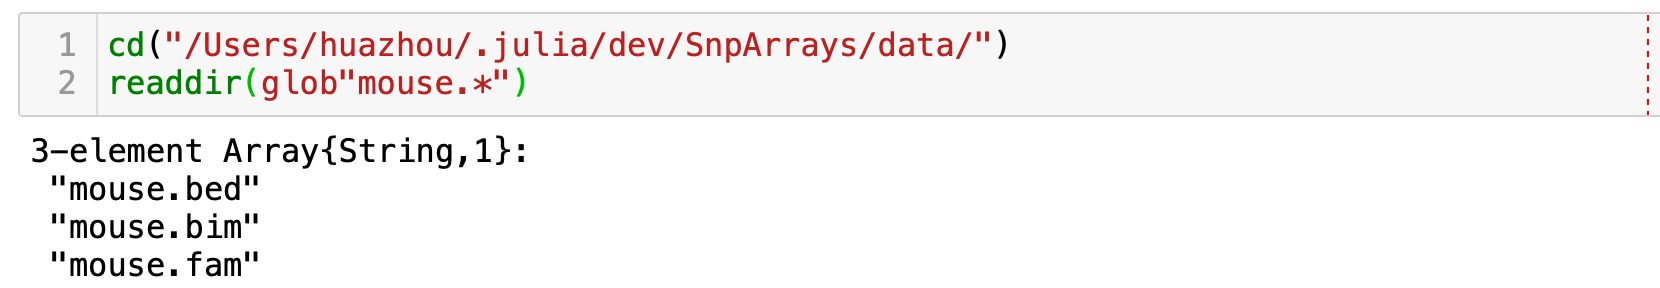 1 cd("/Users/huazhou/.julia/dev/SnpArrays/data/")
2 readdir(glob"mouse.*")
3-element Array{String,1}:
 "mouse.bed"
 "mouse.bim"
 "mouse.fam"